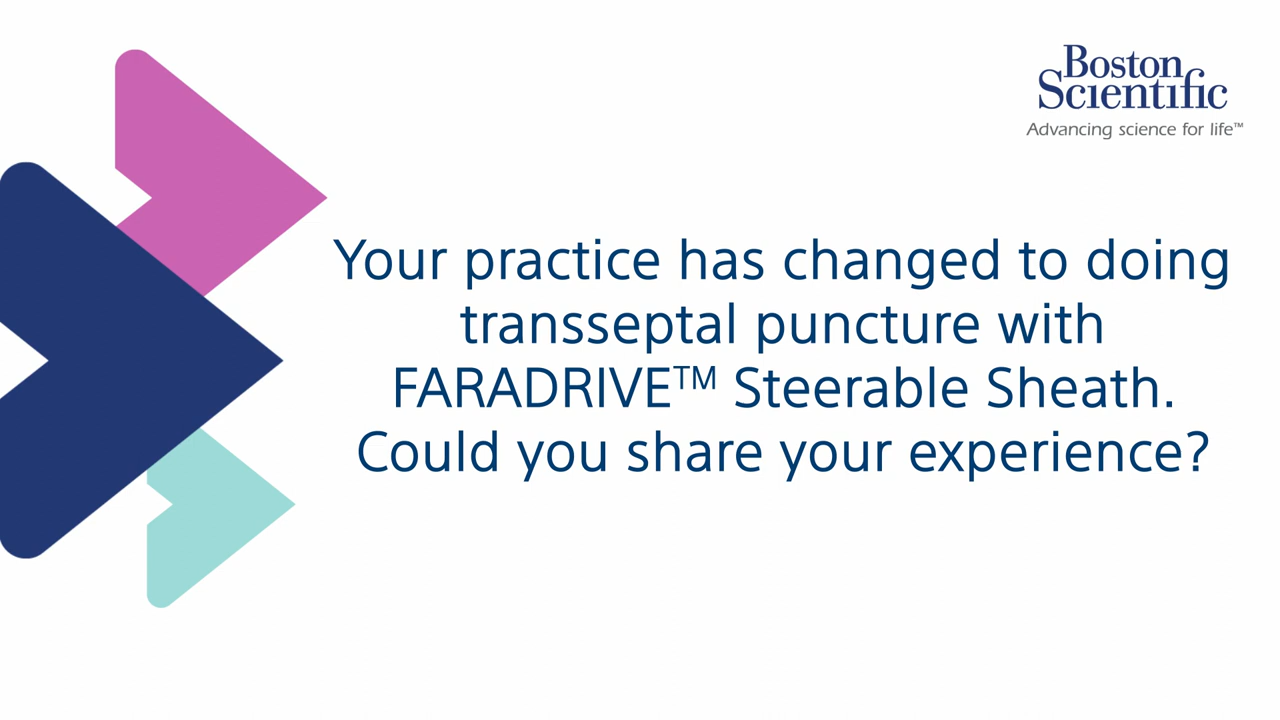 Boston
Scientific
Advancing science for life™
Your practice has changed to doing
transseptal puncture with
FARADRIVE™ Steerable Sheath.
Could you share your experience?